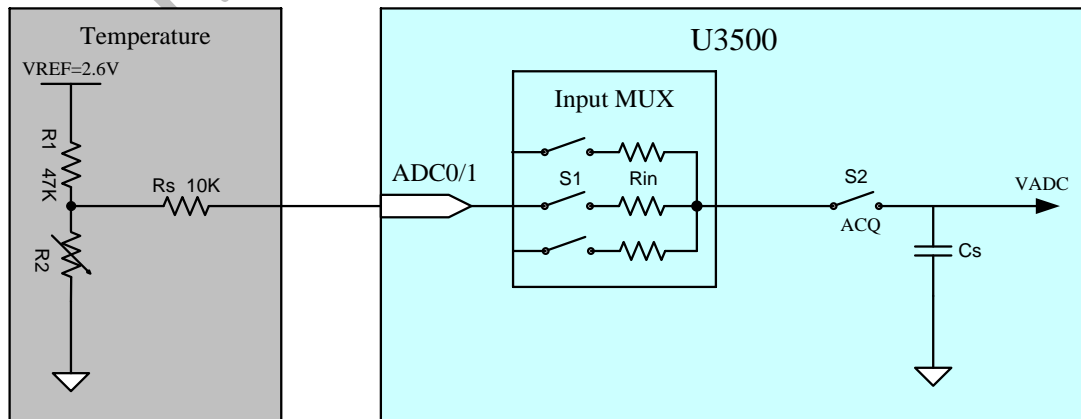 Temperature
VREF=2.6V
R1
47K
R2
Rs 10K
ADC0/1
U3500
Input MUX
S1
Rin
S2
ACQ
VADC
Cs